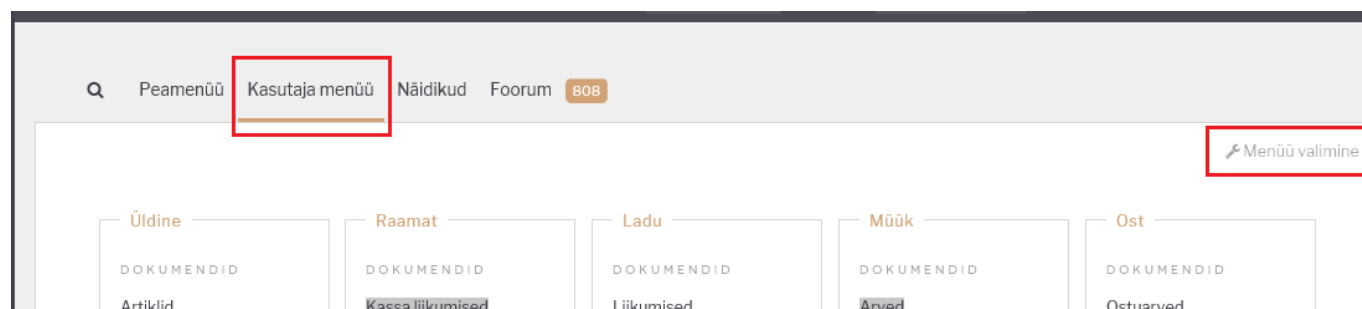 Peamenüü Kasutaja menüü Näidikud Foorum 808
Menüü valimine
Üldine Raamat Ladu Müük Ost
DOKUMENDID DOKUMENDID DOKUMENDID DOKUMENDID DOKUMENDID
Artiklid Kassa liikumised Liikumised Arved Ostuarved